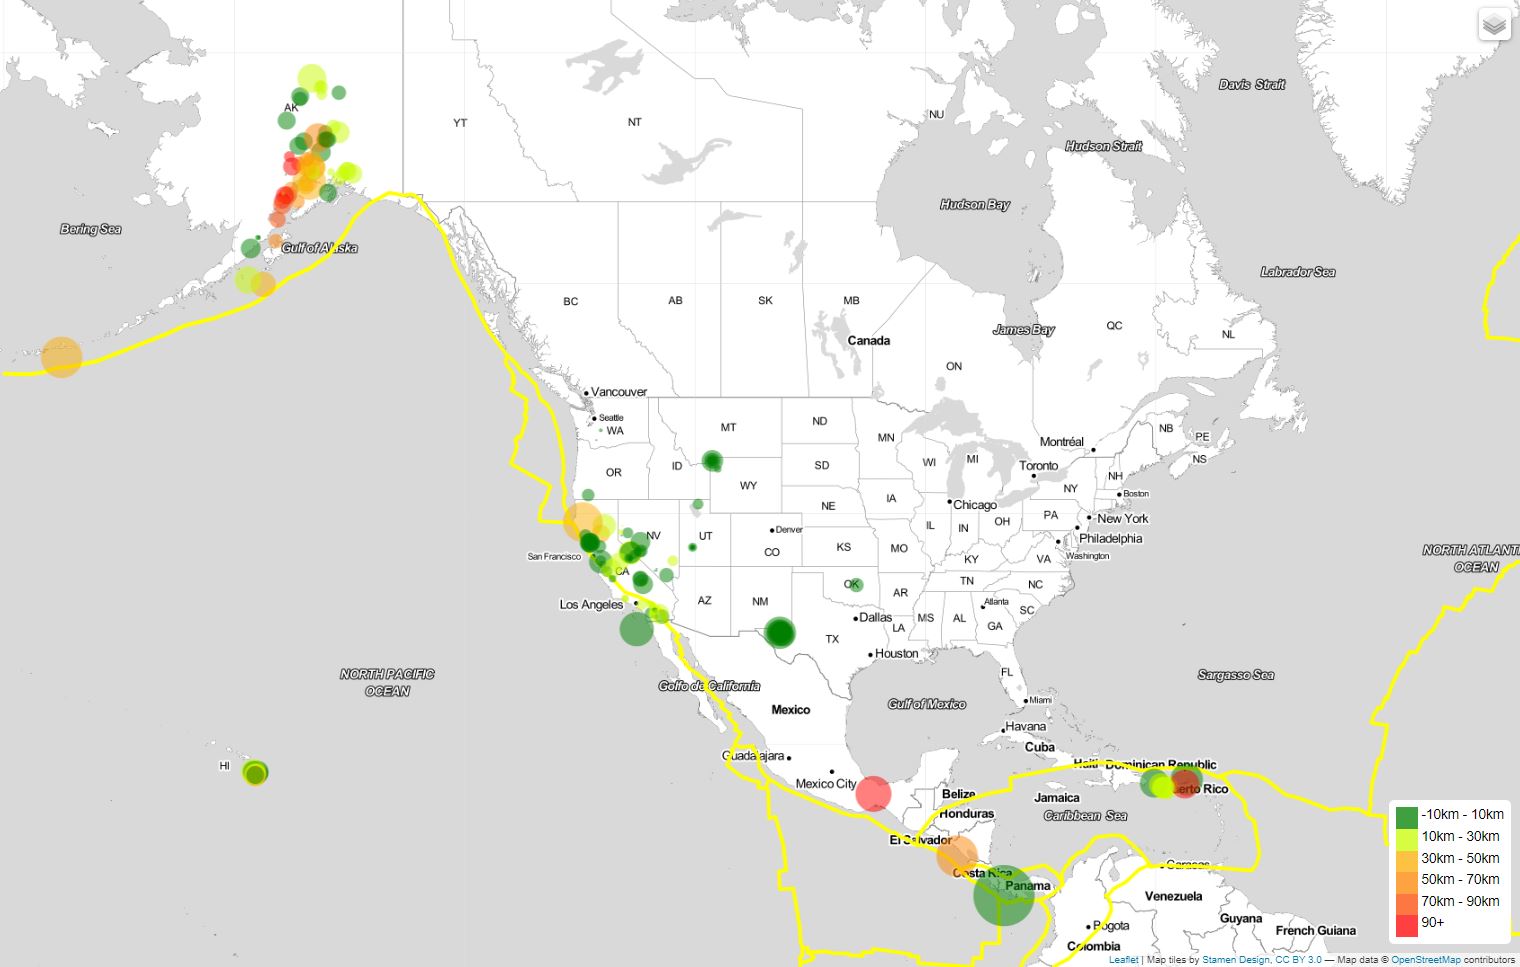 Davis Strait
AK
NU
YT
NT
Hudson Strait
Hudson Bay
Bering Sea
Gulf of Alaska
Labrador Sea
BC
AB
SK
MB
QC
James Bay
NL
Canada
ON
Vancouver
Seattle
WA
MT
ND
MN
NB
PE
Montréal
NS
OR
ID
SD
WI
MI
Toronto
NH
WY
NY
Boston
NE
IA
Chicago
PA
New York
IL
IN
OH
NV
UT
Denver
Philadelphia
San Francisco
CO
KS
MO
KY
VA
Washington
NORTH ATLANT
OCEAN
CA
OK
AR
TN
NC
Los Angeles
AZ
NM
Atlanta
SC
Dallas
MS
AL
GA
LA
TX
Houston
NORTH PACIFIC
OCEAN
Golfo de California
FL
Sargasso Sea
Mexico
Gulf of Mexico
Miami
Havana
Cuba
Guadalajara
HI
Haiti
Dominican Republic
Mexico City
Belize
Jamaica
uerto Rico
Honduras
Caribbean Sea
El Salvador
Costa Rica
Panama
Caracas
Venezuela
Guyana
French Guiana
Bogota
Colombia
-10km - 10km
10km - 30km
30km - 50km
50km - 70km
70km - 90km
90+
Leaflet | Map tiles by Stamen Design, CC BY 3.0 — Map data © OpenStreetMap contributors